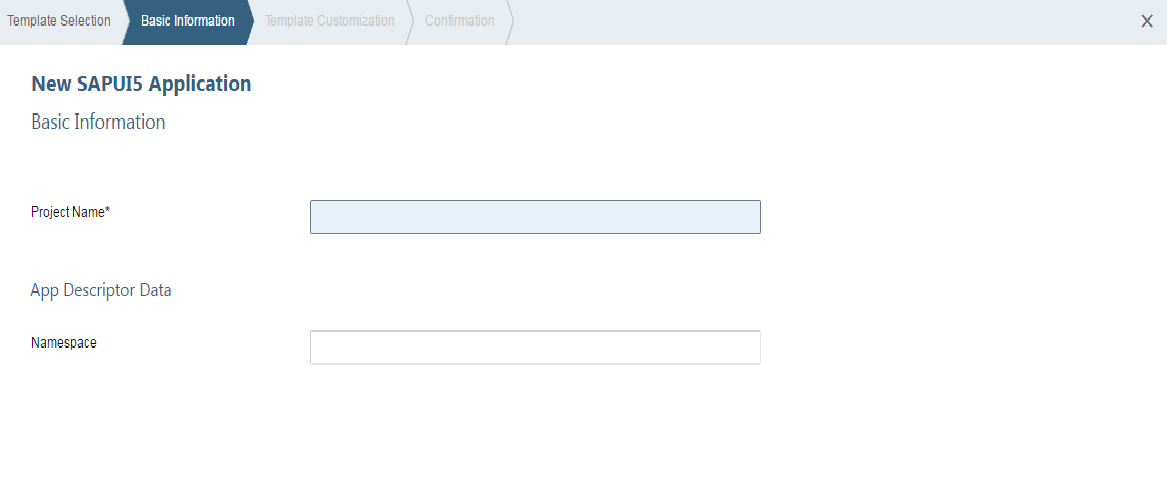 Template Selection Basic Information Template Customization Confirmation X
New SAPUI5 Application
Basic Information
Project Name*
App Descriptor Data
Namespace